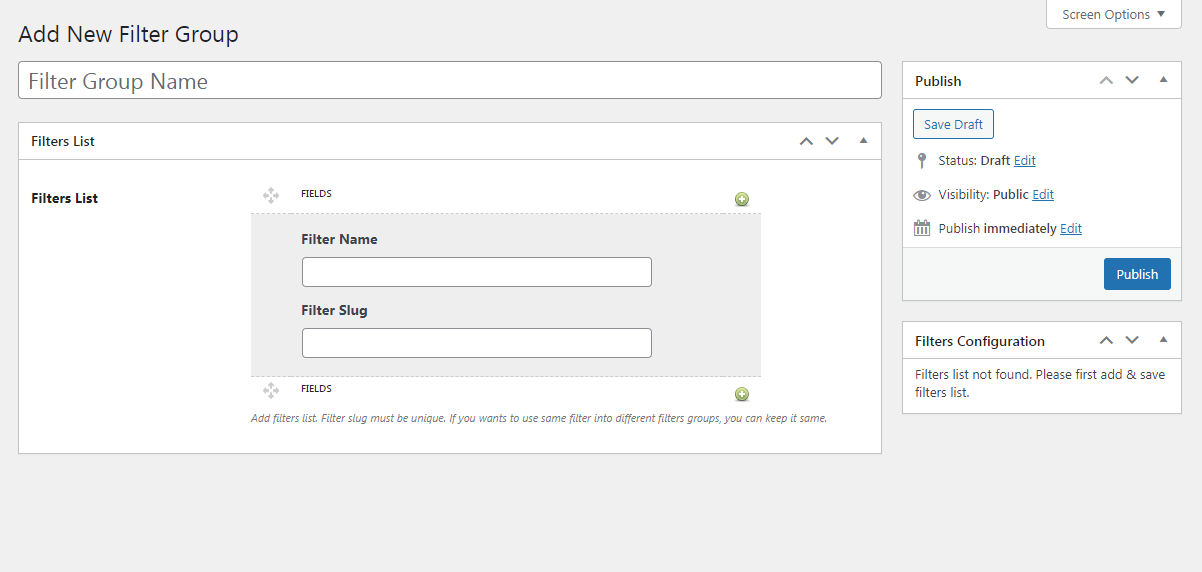 Screen Options
Add New Filter Group
Filter Group Name
Filters List
Filters List
FIELDS
Filter Name
Filter Slug
FIELDS
Add filters list. Filter slug must be unique. If you wants to use same filter into different filters groups, you can keep it same.
Publish
Save Draft
Status: Draft Edit
Visibility: Public Edit
Publish immediately Edit
Publish
Filters Configuration
Filters list not found. Please first add & save
filters list.